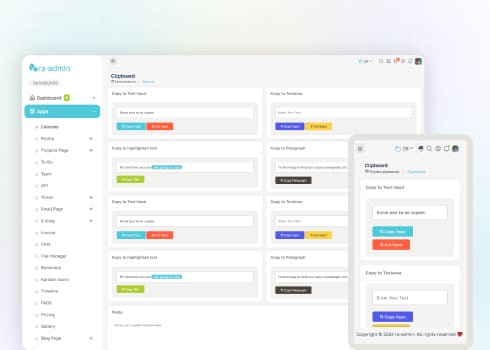 ra-admin
DASHBOARD
Dashboard
Apps
Calendar
Profile
Projects Page
To-Do
Team
API
Ticket
Email Page
E-shop
Invoice
Chat
File manager
Bookmark
Kanban board
Timeline
FAQS
Pricing
Gallery
Blog Page
Clipboard
Forms elements / Clipboard
Copy to Text Input
Some text to be copied
Copy Input
Cut Input
Copy to Textarea
Enter Your Text
Copy Input
Cut Input
Copy to Highlighted text
Copy Text
Copy to Paragraph
Copy Paragraph
Copy to Text Input
Some text to be copied
Copy Input
Cut Input
Copy to Textarea
Enter Your Text
Copy Input
Cut Input
Copy to Highlighted text
Copy Text
Copy to Paragraph
Copy Paragraph
Paste
26°
Clipboard
Forms elements / Clipboard
Copy to Text Input
Some text to be copied
Copy Input
Cut Input
Copy to Textarea
Enter Your Text
Copy Input
Copyright © 2024 ra-admin. All rights reserved